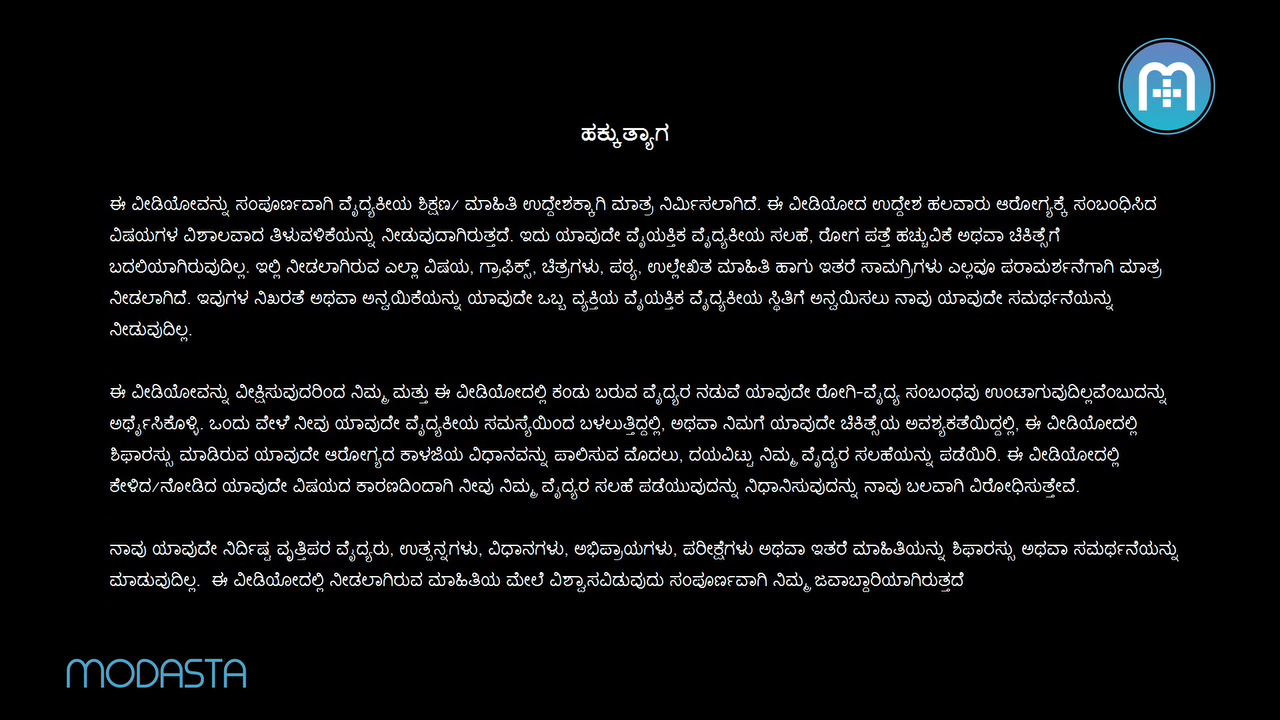 ಹಕ್ಕುತ್ಯಾಗ
ಈ ವೀಡಿಯೋವನ್ನು ಸಂಪೂರ್ಣವಾಗಿ ವೈದ್ಯಕೀಯ ಶಿಕ್ಷಣ/ ಮಾಹಿತಿ ಉದ್ದೇಶಕ್ಕಾಗಿ ಮಾತ್ರ ನಿರ್ಮಿಸಲಾಗಿದೆ. ಈ ವೀಡಿಯೋದ ಉದ್ದೇಶ ಹಲವಾರು ಆರೋಗ್ಯಕ್ಕೆ ಸಂಬಂಧಿಸಿದ
ವಿಷಯಗಳ ವಿಶಾಲವಾದ ತಿಳುವಳಿಕೆಯನ್ನು ನೀಡುವುದಾಗಿರುತ್ತದೆ. ಇದು ಯಾವುದೇ ವೈಯಕ್ತಿಕ ವೈದ್ಯಕೀಯ ಸಲಹೆ, ರೋಗ ಪತ್ತೆ ಹಚ್ಚುವಿಕೆ ಅಥವಾ ಚಿಕಿತ್ಸೆಗೆ
ಬದಲಿಯಾಗಿರುವುದಿಲ್ಲ. ಇಲ್ಲಿ ನೀಡಲಾಗಿರುವ ಎಲ್ಲಾ ವಿಷಯ, ಗ್ರಾಫಿಕ್ಸ್, ಚಿತ್ರಗಳು, ಪಠ್ಯ, ಉಲ್ಲೇಖಿತ ಮಾಹಿತಿ ಹಾಗು ಇತರೆ ಸಾಮಗ್ರಿಗಳು ಎಲ್ಲವೂ ಪರಾಮರ್ಶನೆಗಾಗಿ ಮಾತ್ರ
ನೀಡಲಾಗಿದೆ. ಇವುಗಳ ನಿಖರತೆ ಅಥವಾ ಅನ್ವಯಿಕೆಯನ್ನು ಯಾವುದೇ ಒಬ್ಬ ವ್ಯಕ್ತಿಯ ವೈಯಕ್ತಿಕ ವೈದ್ಯಕೀಯ ಸ್ಥಿತಿಗೆ ಅನ್ವಯಿಸಲು ನಾವು ಯಾವುದೇ ಸಮರ್ಥನೆಯನ್ನು
ನೀಡುವುದಿಲ್ಲ.
ಈ ವೀಡಿಯೋವನ್ನು ವೀಕ್ಷಿಸುವುದರಿಂದ ನಿಮ್ಮ ಮತ್ತು ಈ ವೀಡಿಯೋದಲ್ಲಿ ಕಂಡು ಬರುವ ವೈದ್ಯರ ನಡುವೆ ಯಾವುದೇ ರೋಗಿ-ವೈದ್ಯ ಸಂಬಂಧವು ಉಂಟಾಗುವುದಿಲ್ಲವೆಂಬುದನ್ನು
ಅರ್ಥೈಸಿಕೊಳ್ಳಿ. ಒಂದು ವೇಳೆ ನೀವು ಯಾವುದೇ ವೈದ್ಯಕೀಯ ಸಮಸ್ಯೆಯಿಂದ ಬಳಲುತ್ತಿದ್ದಲ್ಲಿ, ಅಥವಾ ನಿಮಗೆ ಯಾವುದೇ ಚಿಕಿತ್ಸೆಯ ಅವಶ್ಯಕತೆಯಿದ್ದಲ್ಲಿ, ಈ ವೀಡಿಯೋದಲ್ಲಿ
ಶಿಫಾರಸ್ಸು ಮಾಡಿರುವ ಯಾವುದೇ ಆರೋಗ್ಯದ ಕಾಳಜಿಯ ವಿಧಾನವನ್ನು ಪಾಲಿಸುವ ಮೊದಲು, ದಯವಿಟ್ಟು ನಿಮ್ಮ ವೈದ್ಯರ ಸಲಹೆಯನ್ನು ಪಡೆಯಿರಿ. ಈ ವೀಡಿಯೋದಲ್ಲಿ
ಕೇಳಿದ/ನೋಡಿದ ಯಾವುದೇ ವಿಷಯದ ಕಾರಣದಿಂದಾಗಿ ನೀವು ನಿಮ್ಮ ವೈದ್ಯರ ಸಲಹೆ ಪಡೆಯುವುದನ್ನು ನಿಧಾನಿಸುವುದನ್ನು ನಾವು ಬಲವಾಗಿ ವಿರೋಧಿಸುತ್ತೇವೆ.
ನಾವು ಯಾವುದೇ ನಿರ್ದಿಷ್ಟ ವೃತ್ತಿಪರ ವೈದ್ಯರು, ಉತ್ಪನ್ನಗಳು, ವಿಧಾನಗಳು, ಅಭಿಪ್ರಾಯಗಳು, ಪರೀಕ್ಷೆಗಳು ಅಥವಾ ಇತರೆ ಮಾಹಿತಿಯನ್ನು ಶಿಫಾರಸ್ಸು ಅಥವಾ ಸಮರ್ಥನೆಯನ್ನು
ಮಾಡುವುದಿಲ್ಲ. ಈ ವೀಡಿಯೋದಲ್ಲಿ ನೀಡಲಾಗಿರುವ ಮಾಹಿತಿಯ ಮೇಲೆ ವಿಶ್ವಾಸವಿಡುವುದು ಸಂಪೂರ್ಣವಾಗಿ ನಿಮ್ಮ ಜವಾಬ್ದಾರಿಯಾಗಿರುತ್ತದೆ
MODASTA